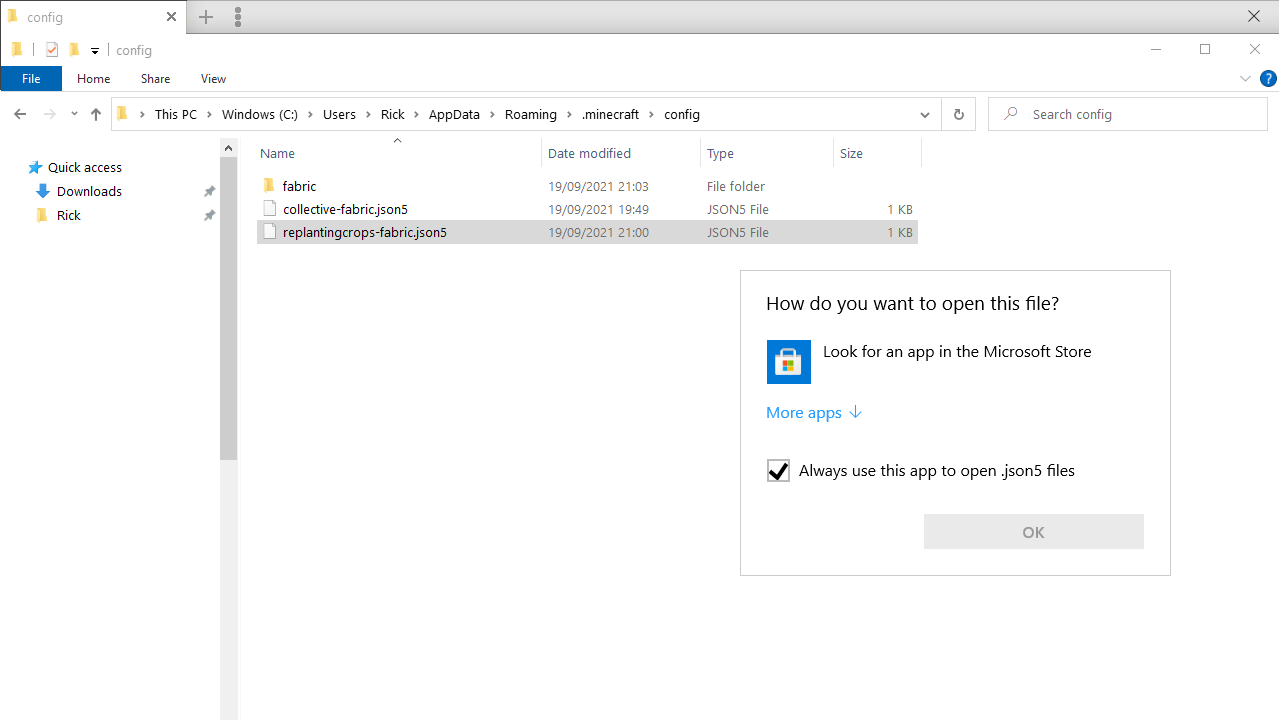 config
config
File Home Share View
?
This PC Windows (C:) Users Rick AppData Roaming .minecraft config
Search config
Quick access
Downloads
Rick
Name Date modified Type Size
fabric 19/09/2021 21:03 File folder
collective-fabric.json5 19/09/2021 19:49 JSON5 File 1 KB
replantingcrops-fabric.json5 19/09/2021 21:00 JSON5 File 1 KB
How do you want to open this file?
Look for an app in the Microsoft Store
More apps
Always use this app to open .json5 files
OK